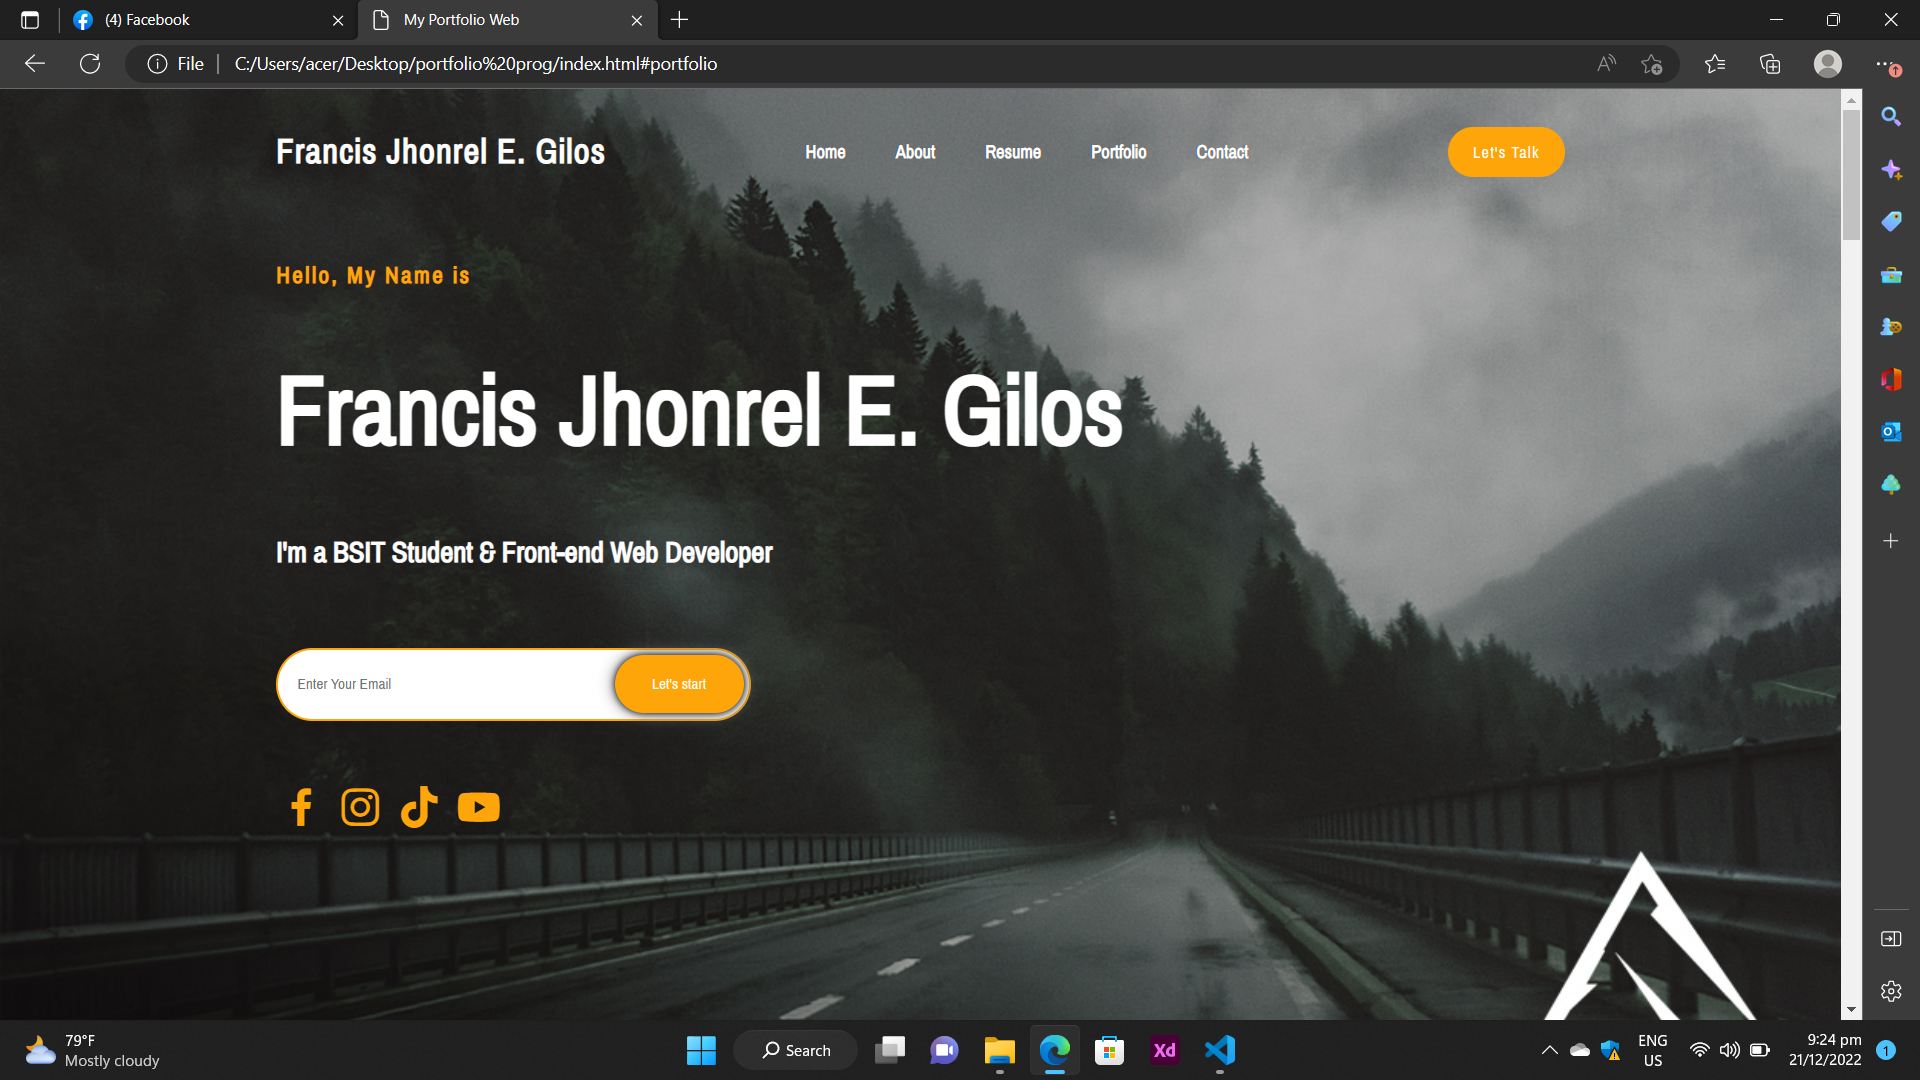 (4) Facebook
My Portfolio Web
File
C:/Users/acer/Desktop/portfolio%20prog/index.html#portfolio
Francis Jhonrel E. Gilos
Home
About
Resume
Portfolio
Contact
Let's Talk
Hello, My Name is
Francis Jhonrel E. Gilos
I'm a BSIT Student & Front-end Web Developer
Enter Your Email
Let's start
79°F
Mostly cloudy
Search
Xd
ENG
US
9:24 pm
21/12/2022
1